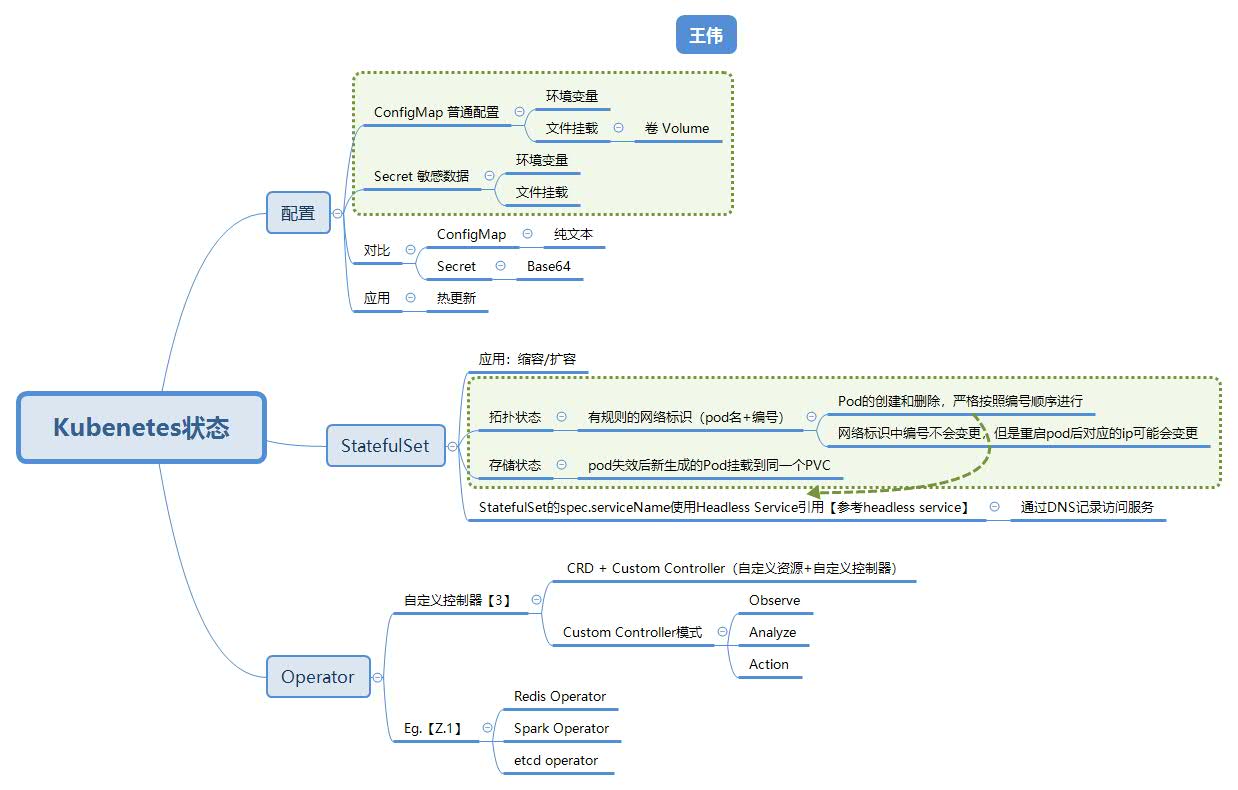 王伟
Kubenetes状态
配置
ConfigMap 普通配置
环境变量
文件挂载
卷 Volume
Secret 敏感数据
环境变量
文件挂载
对比
ConfigMap
纯文本
Secret
Base64
应用
热更新
StatefulSet
应用：缩容/扩容
拓扑状态
有规则的网络标识（pod名+编号）
Pod的创建和删除，严格按照编号顺序进行
网络标识中编号不会变更，但是重启pod后对应的ip可能会变更
存储状态
pod失效后新生成的Pod挂载到同一个PVC
StatefulSet的spec.serviceName使用Headless Service引用【参考headless service】
通过DNS记录访问服务
Operator
自定义控制器【3】
CRD + Custom Controller（自定义资源+自定义控制器）
Custom Controller模式
Observe
Analyze
Action
Eg.【Z.1】
Redis Operator
Spark Operator
etcd operator